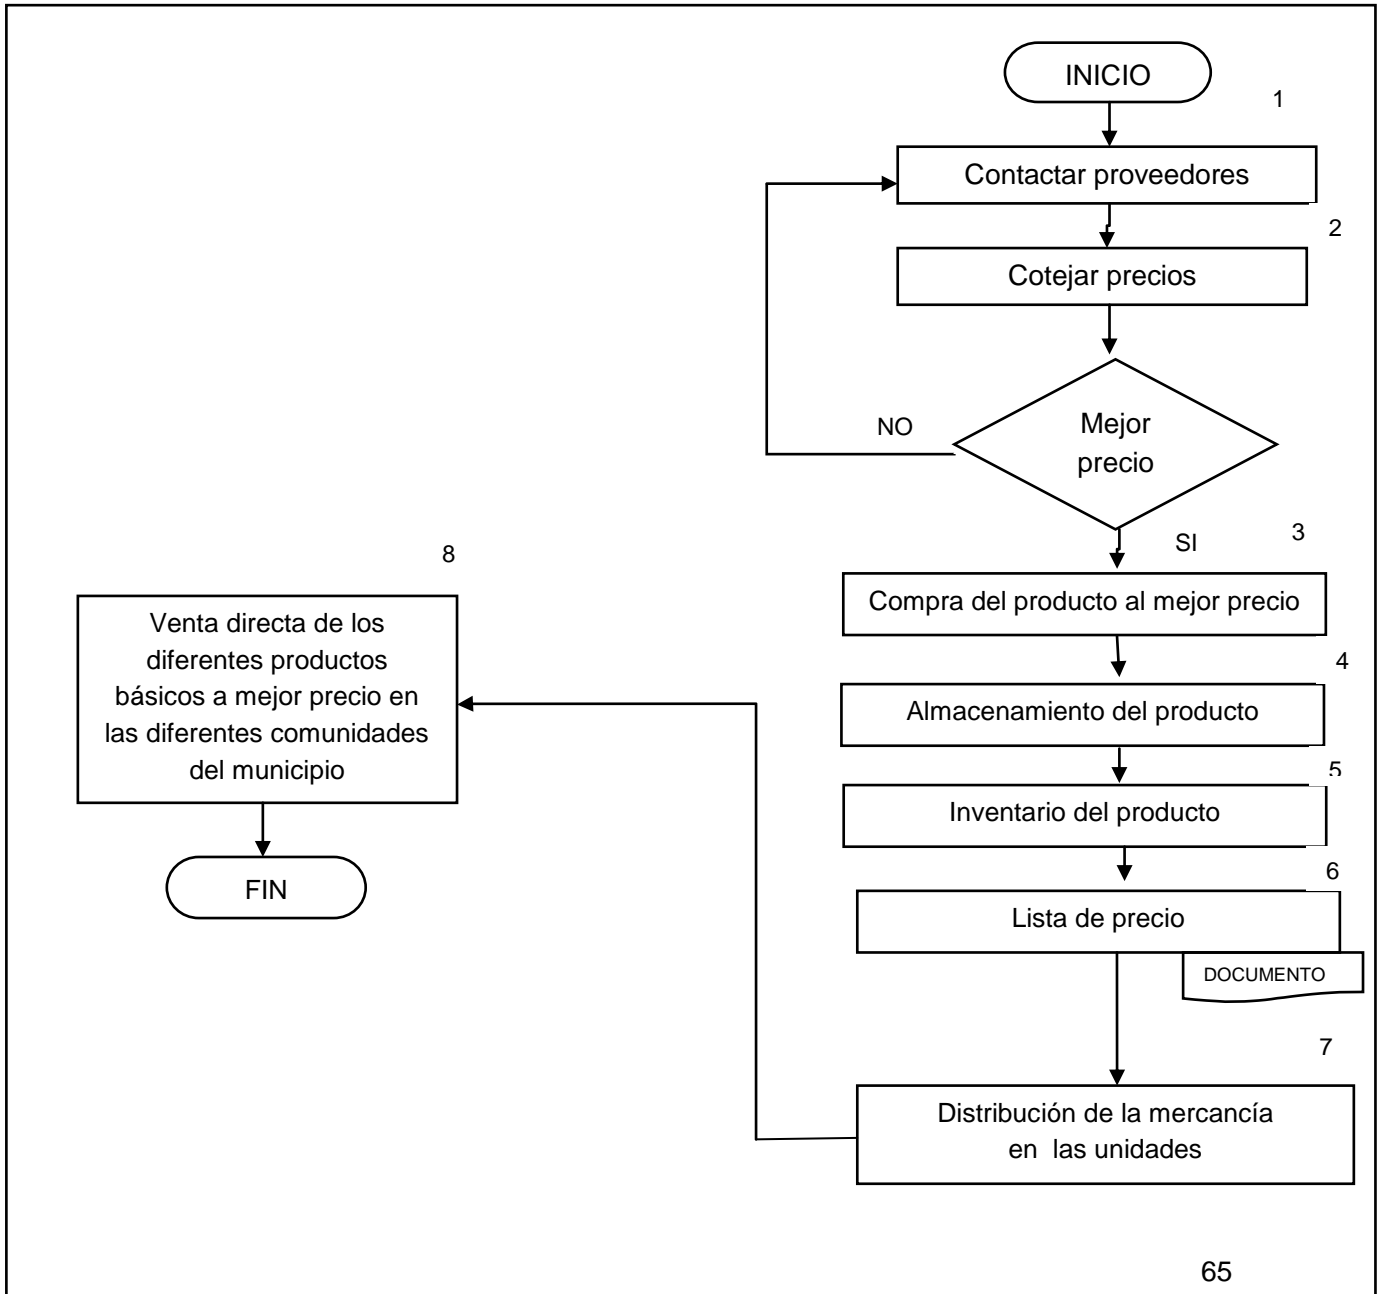 INICIO
1
Contactar proveedores
2
Cotejar precios
Mejor
precio
NO
SI
3
Compra del producto al mejor precio
4
Almacenamiento del producto
5
Inventario del producto
6
Lista de precio
DOCUMENTO
7
Distribución de la mercancía
en las unidades
8
Venta directa de los
diferentes productos
básicos a mejor precio en
las diferentes comunidades
del municipio
FIN
65